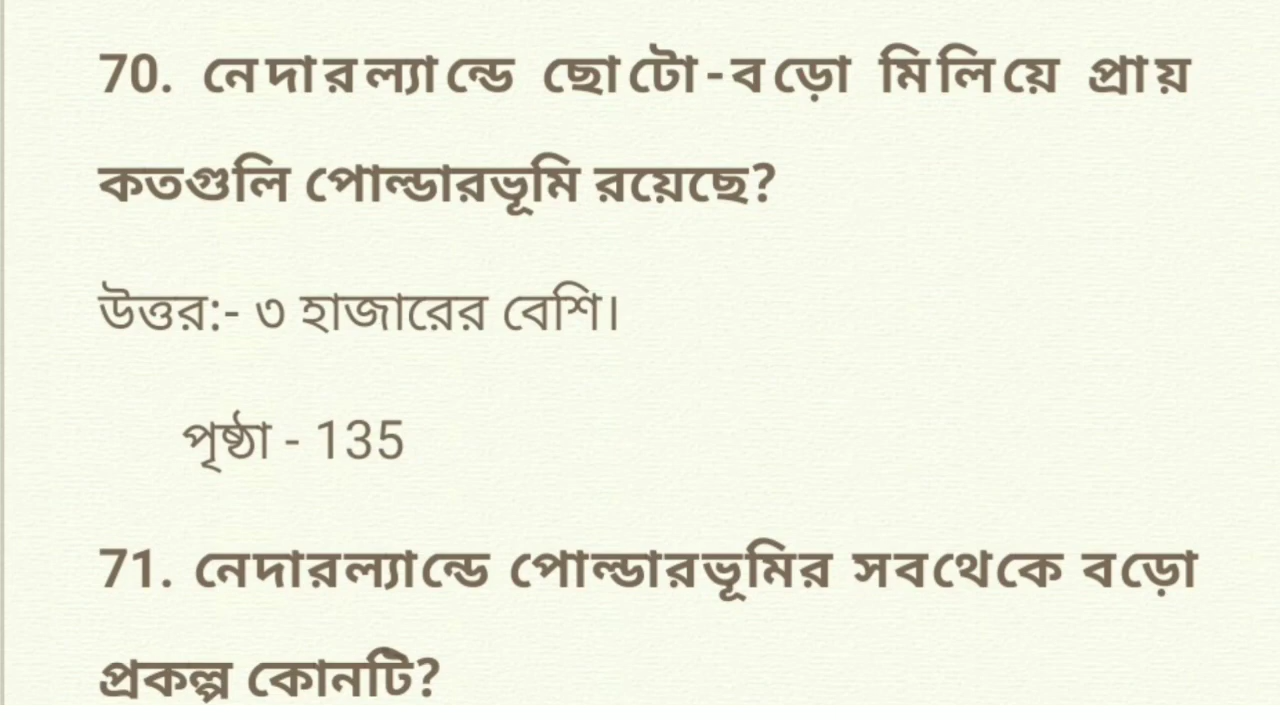 70. নেদারল্যান্ডে ছোটো-বড়ো মিলিয়ে প্রায়
কতগুলি পোল্ডারভূমি রয়েছে?
উত্তর:- ৩ হাজারের বেশি।
পৃষ্ঠা - 135
71. নেদারল্যান্ডে পোল্ডারভূমির সবথেকে বড়ো
প্রকল্প কোনটি?